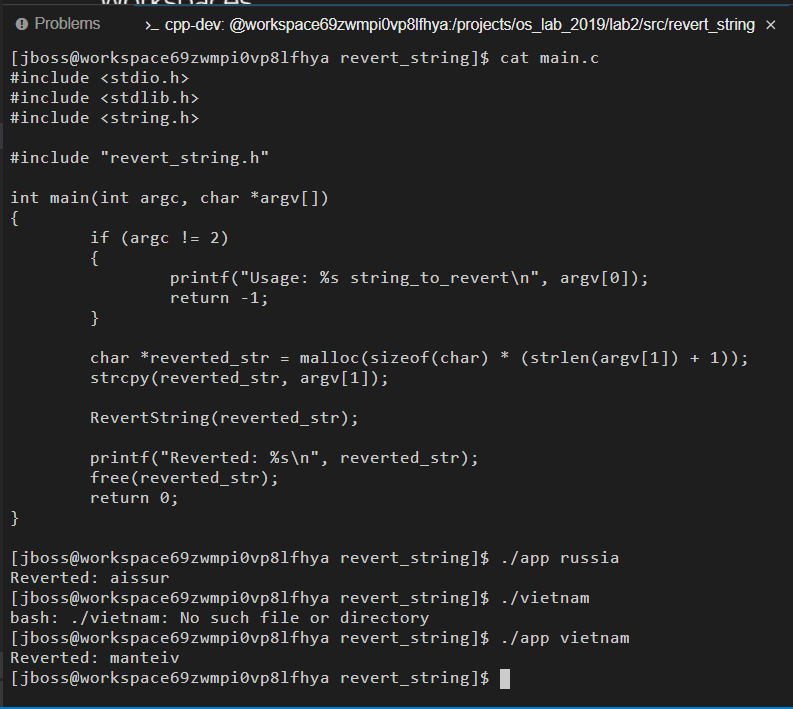 Problems >_ cpp-dev: @workspace69zwmpi0vp8lfhya:/projects/os_lab_2019/lab2/src/revert_string ×
[jboss@workspace69zwmpi0vp8lfhya revert_string]$ cat main.c
#include <stdio.h>
#include <stdlib.h>
#include <string.h>
#include "revert_string.h"
int main(int argc, char *argv[])
{
        if (argc != 2)
        {
                printf("Usage: %s string_to_revert\n", argv[0]);
                return -1;
        }
        char *reverted_str = malloc(sizeof(char) * (strlen(argv[1]) + 1));
        strcpy(reverted_str, argv[1]);
        RevertString(reverted_str);
        printf("Reverted: %s\n", reverted_str);
        free(reverted_str);
        return 0;
}
[jboss@workspace69zwmpi0vp8lfhya revert_string]$ ./app russia
Reverted: aissur
[jboss@workspace69zwmpi0vp8lfhya revert_string]$ ./vietnam
bash: ./vietnam: No such file or directory
[jboss@workspace69zwmpi0vp8lfhya revert_string]$ ./app vietnam
Reverted: manteiv
[jboss@workspace69zwmpi0vp8lfhya revert_string]$